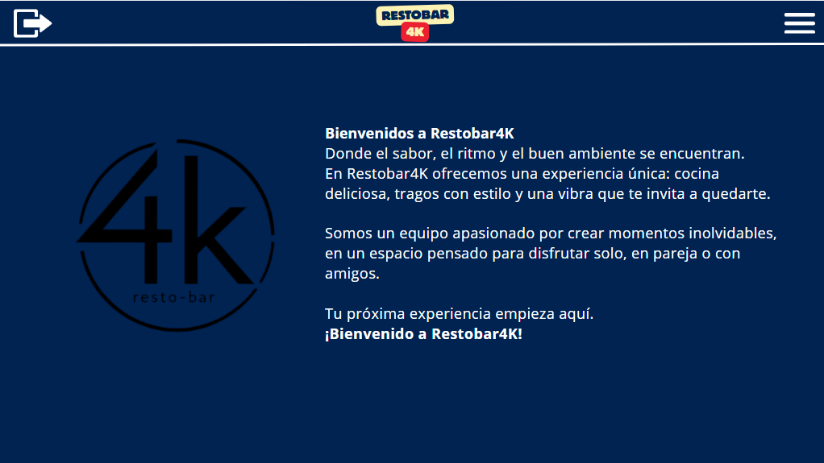 RESTOBAR
4K
4k
resto-bar
Bienvenidos a Restobar4K
Donde el sabor, el ritmo y el buen ambiente se encuentran.
En Restobar4K ofrecemos una experiencia única: cocina
deliciosa, tragos con estilo y una vibra que te invita a quedarte.
Somos un equipo apasionado por crear momentos inolvidables,
en un espacio pensado para disfrutar solo, en pareja o con
amigos.
Tu próxima experiencia empieza aquí.
¡Bienvenido a Restobar4K!